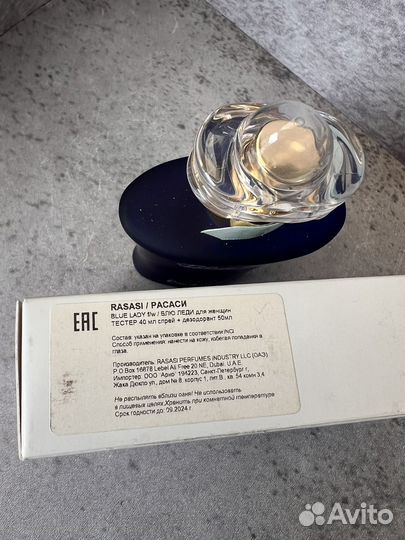 EAC
RASASI / РАСАСИ
BLUE LADY f/w / БЛЮ ЛЕДИ для женщин
ТЕСТЕР 40 мл спрей + дезодорант 50мл
Состав: указан на упаковке в соответствии INCI
Способ применения: нанести на кожу, избегая попадания в
глаза.
Производитель: RASASI PERFUMES INDUSTRY LLC (ОАЭ)
P.O Box 16878 Lebel Ali Free 20 NE, Dubai. U.A.E.
Импортер: ООО "Арно" 194223, Санкт-Петербург г,
Жака Дюкло ул., дом № 8, корпус 1, лит.В , кв. 54 комн 3,4
Не распылять вблизи огня! Не использовать
в пищевых целях.Хранить при комнатной температуре
Срок годности до: 09.2024 г.
Avito